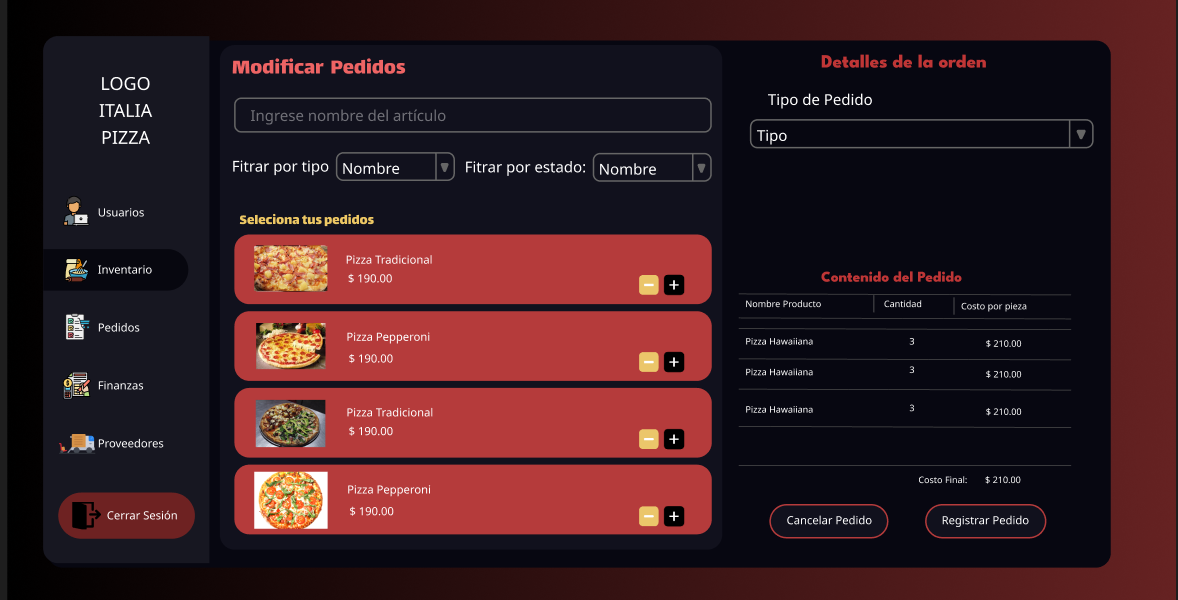 LOGO
ITALIA
PIZZA
Usuarios
Inventario
Pedidos
Finanzas
Proveedores
Cerrar Sesión
Modificar Pedidos
Ingrese nombre del artículo
Fitrar por tipo Nombre Fitrar por estado: Nombre
Seleciona tus pedidos
Pizza Tradicional
$ 190.00
Pizza Pepperoni
$ 190.00
Pizza Tradicional
$ 190.00
Pizza Pepperoni
$ 190.00
Detalles de la orden
Tipo de Pedido
Tipo
Contenido del Pedido
Nombre Producto Cantidad Costo por pieza
Pizza Hawaiiana 3 $ 210.00
Pizza Hawaiiana 3 $ 210.00
Pizza Hawaiiana 3 $ 210.00
Costo Final: $ 210.00
Cancelar Pedido Registrar Pedido